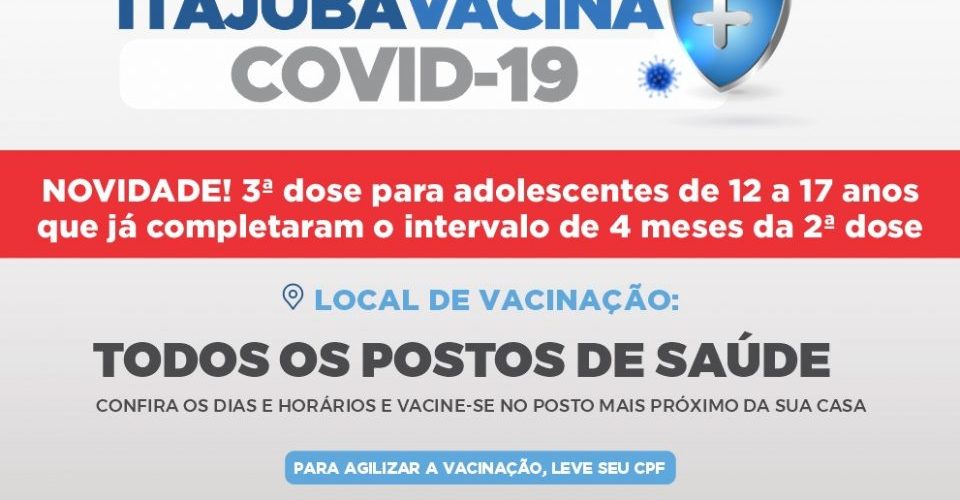 ITAJUBÁVACINA
COVID-19
NOVIDADE! 3ª dose para adolescentes de 12 a 17 anos
que já completaram o intervalo de 4 meses da 2ª dose
LOCAL DE VACINAÇÃO:
TODOS OS POSTOS DE SAÚDE
CONFIRA OS DIAS E HORÁRIOS E VACINE-SE NO POSTO MAIS PRÓXIMO DA SUA CASA
PARA AGILIZAR A VACINAÇÃO, LEVE SEU CPF